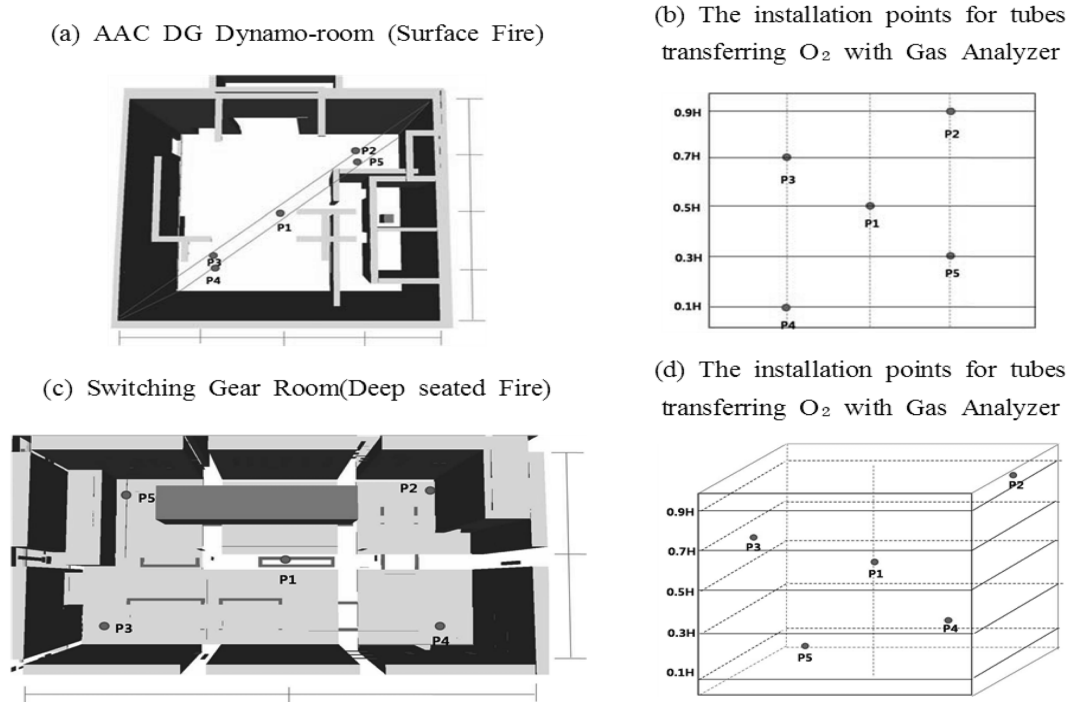 (a) AAC DG Dynamo-room (Surface Fire)
P2
P5
P1
P3
P4
(b) The installation points for tubes
transferring O₂ with Gas Analyzer
0.9H
P2
0.7H
P3
0.5H
P1
0.3H
P5
0.1H
P4
(c) Switching Gear Room(Deep seated Fire)
P5
P2
P1
P3
P4
(d) The installation points for tubes
transferring O₂ with Gas Analyzer
P2
0.9H
P3
0.7H
P1
0.5H
P4
0.3H
P5
0.1H